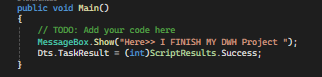 public void Main()
{
// TODO: Add your code here
MessageBox.Show("Here>> I FINISH MY DWH Project ");
Dts.TaskResult = (int)ScriptResults.Success;
}